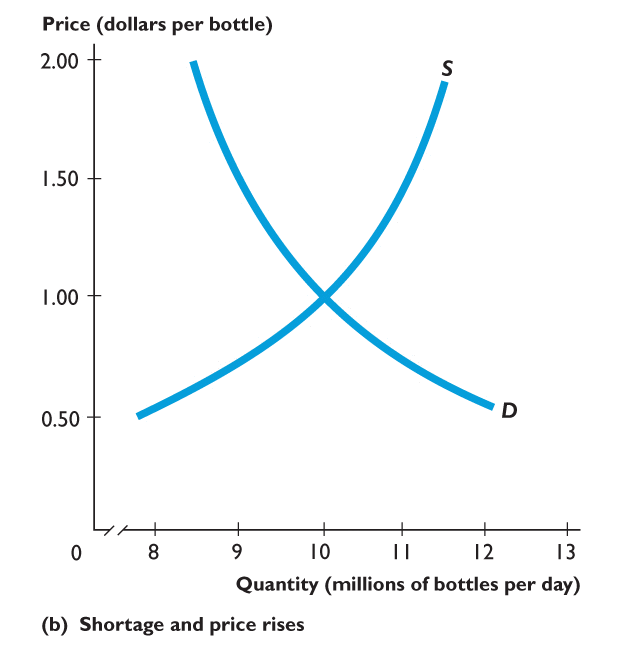 Price (dollars per bottle)
2.00
S
1.50
1.00
0.50
D
0 8 9 10 11 12 13
Quantity (millions of bottles per day)
(b) Shortage and price rises